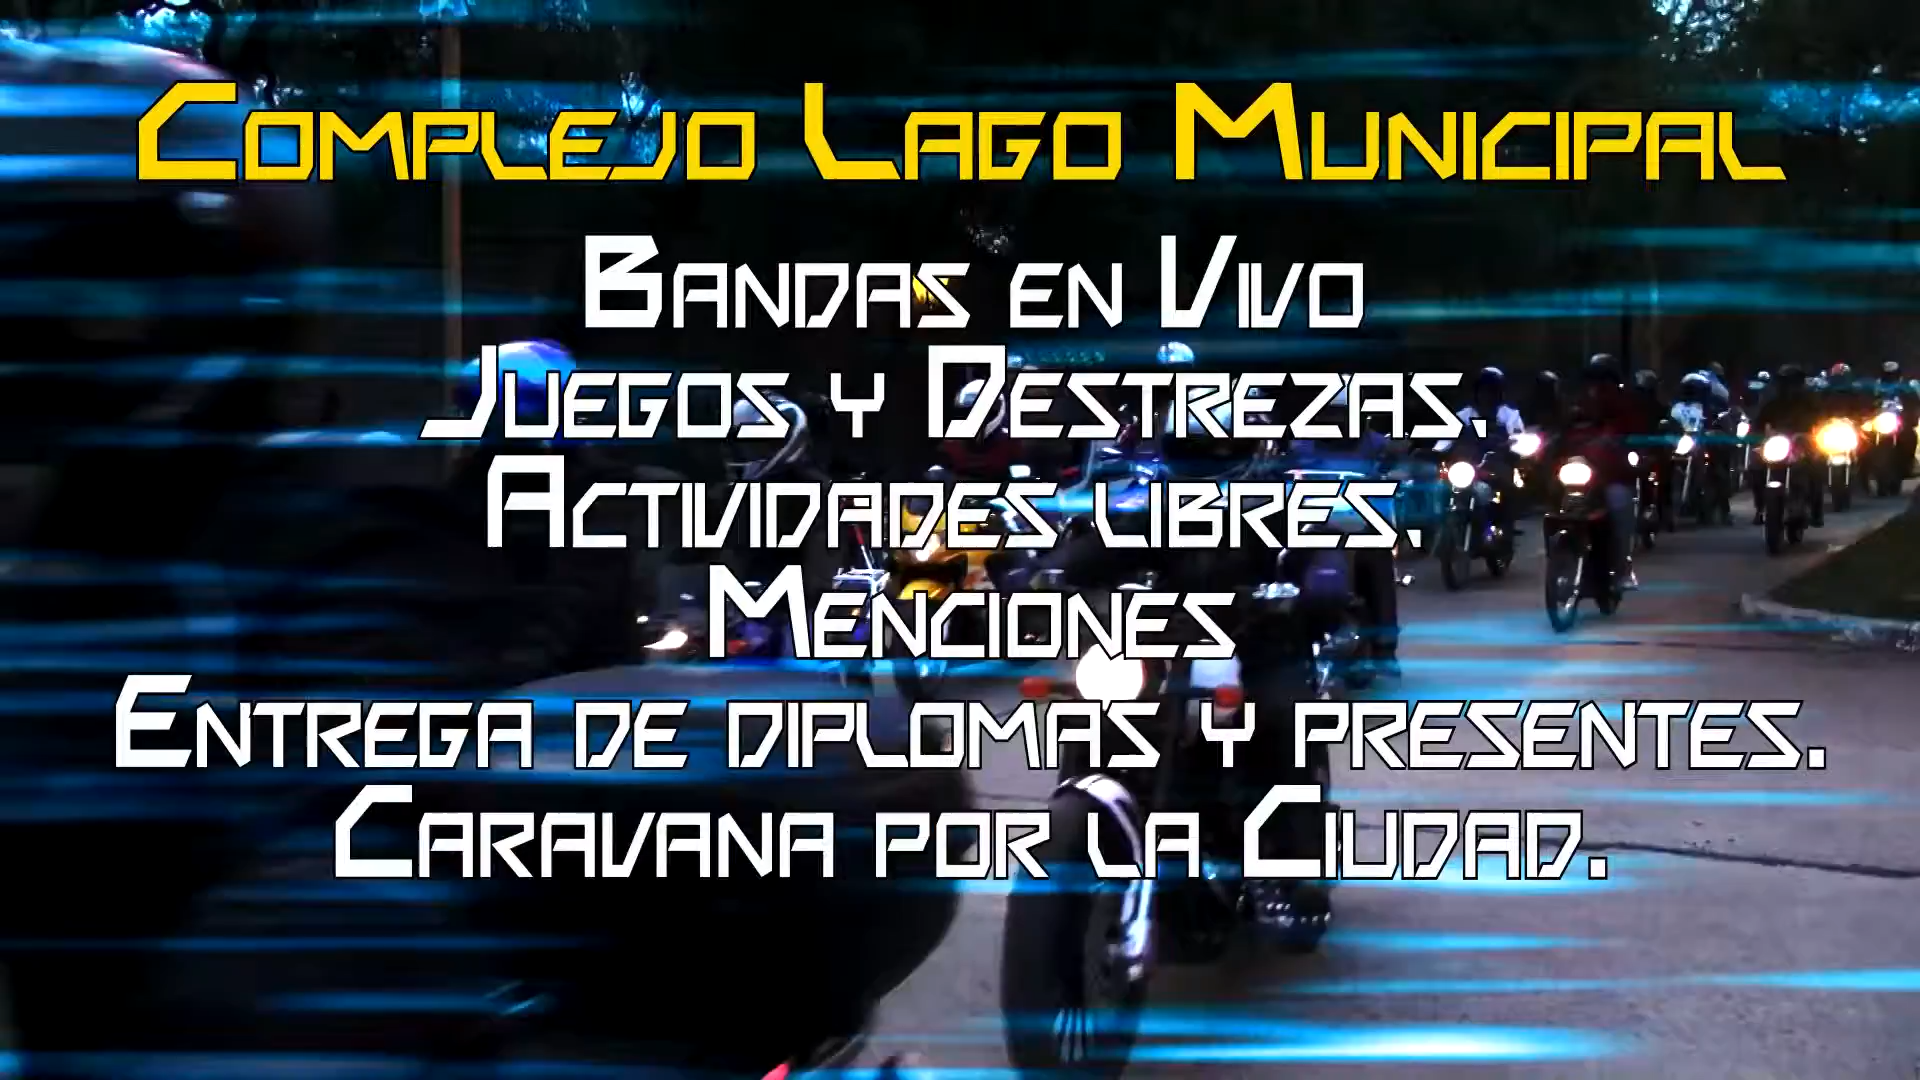 Complejo Lago Municipal
Bandas en Vivo
Juegos y Destrezas.
Actividades libres.
Menciones
Entrega de diplomas y presentes.
Caravana por la Ciudad.